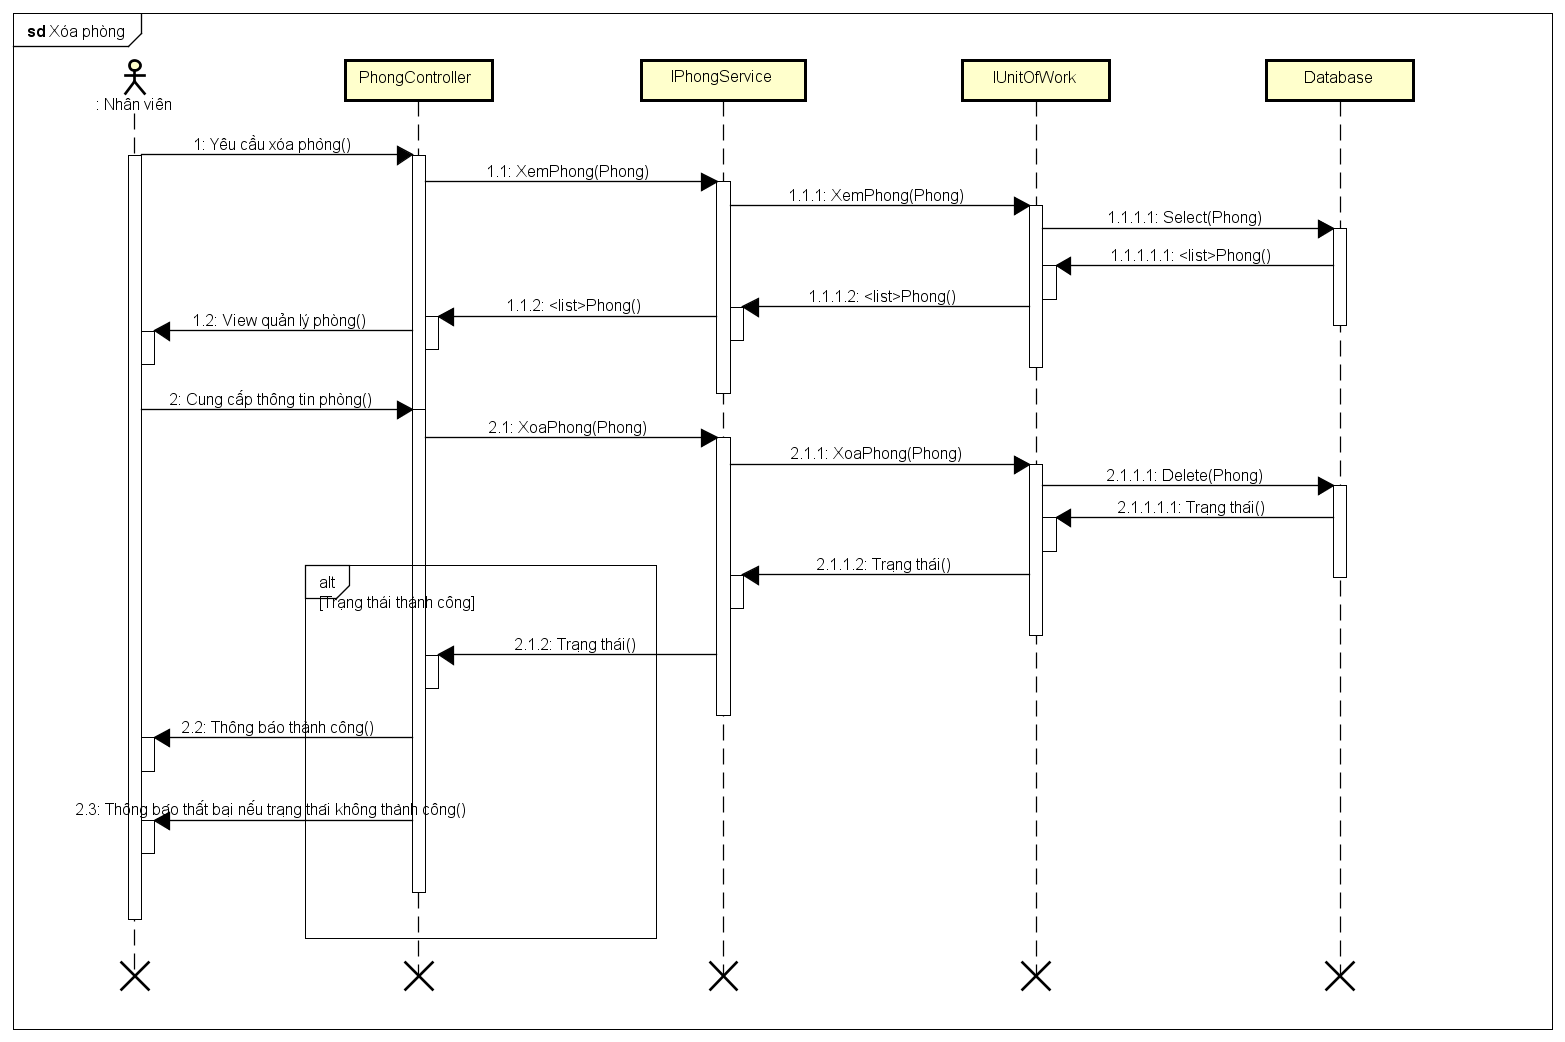 sd Xóa phòng
: Nhân viên
PhongController
IPhongService
IUnitOfWork
Database
1: Yêu cầu xóa phòng()
1.1: XemPhong(Phong)
1.1.1: XemPhong(Phong)
1.1.1.1: Select(Phong)
1.1.1.1.1: <list>Phong()
1.1.1.2: <list>Phong()
1.1.2: <list>Phong()
1.2: View quản lý phòng()
2: Cung cấp thông tin phòng()
2.1: XoaPhong(Phong)
2.1.1: XoaPhong(Phong)
2.1.1.1: Delete(Phong)
2.1.1.1.1: Trạng thái()
2.1.1.2: Trạng thái()
alt
[Trạng thái thành công]
2.1.2: Trạng thái()
2.2: Thông báo thành công()
2.3: Thông báo thất bại nếu trạng thái không thành công()